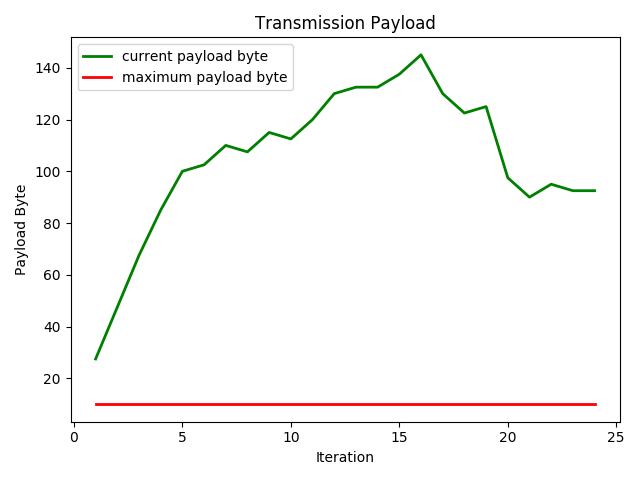 Transmission Payload
current payload byte
maximum payload byte
Payload Byte
140
120
100
80
60
40
20
0
5
10
15
20
25
Iteration